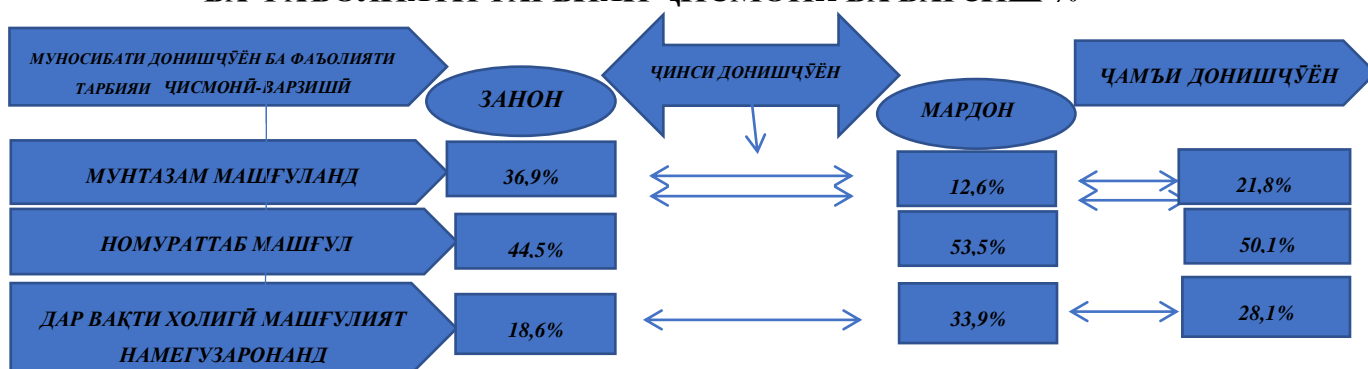 МУНОСИБАТИ ДОНИШҶӮЁН БА ФАЪОЛИЯТИ
ТАРБИЯИ ҶИСМОНӢ-ВАРЗИШӢ
ЗАНОН
ҶИНСИ ДОНИШҶӮЁН
МАРДОН
ҶАМЪИ ДОНИШҶӮЁН
МУНТАЗАМ МАШҒУЛАНД
36,9%
12,6%
21,8%
НОМУРАТТАБ МАШҒУЛ
44,5%
53,5%
50,1%
ДАР ВАҚТИ ХОЛИГӢ МАШҒУЛИЯТ
НАМЕГУЗАРОНАНД
18,6%
33,9%
28,1%